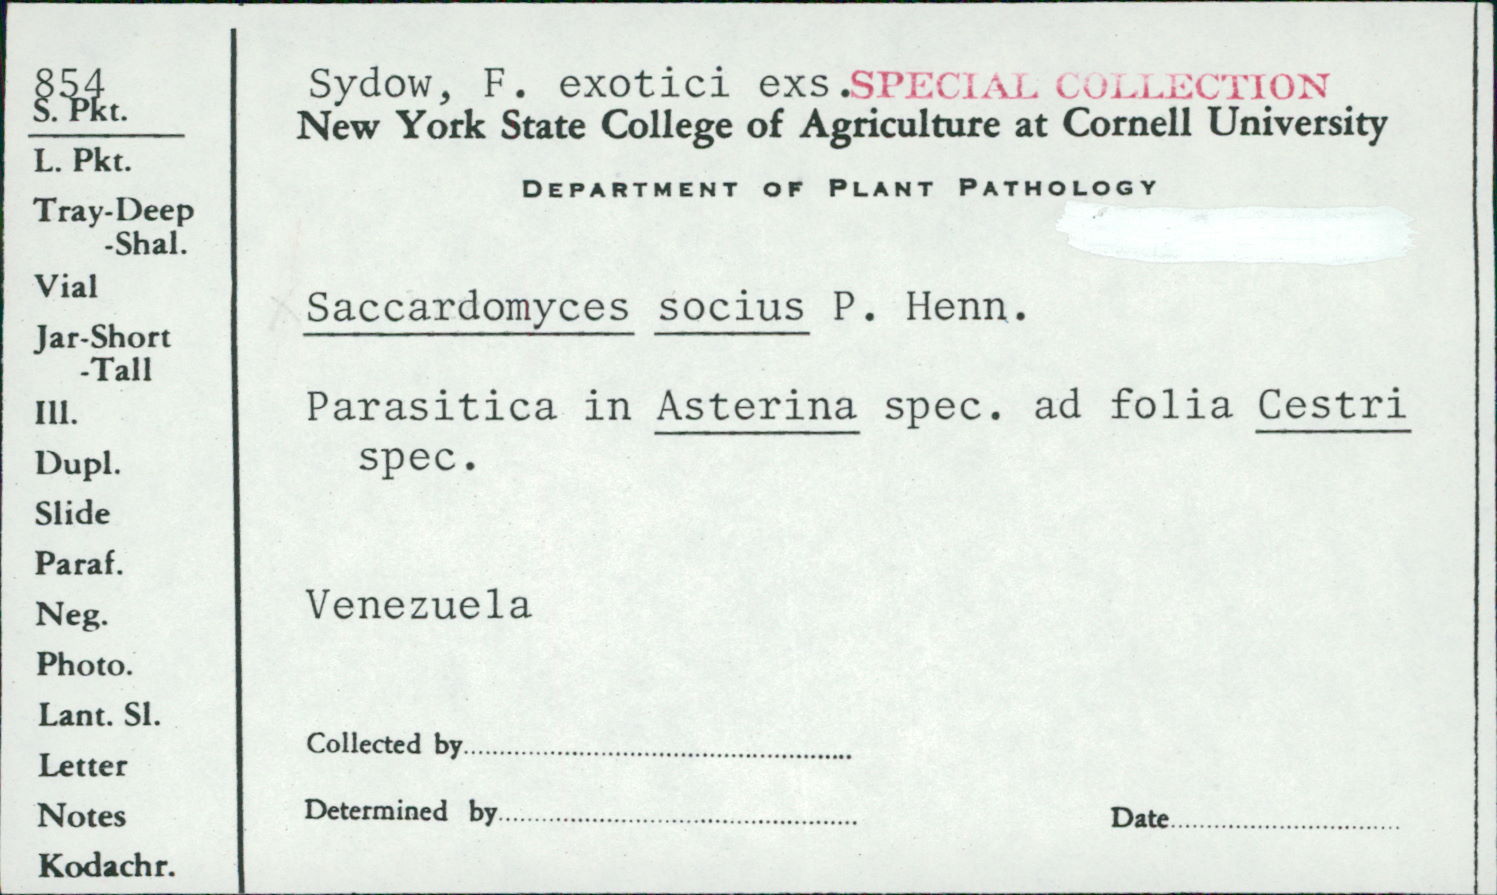 854
S. Pkt.
L. Pkt.
Tray-Deep
-Shal.
Vial
Jar-Short
-Tall
Ill.
Dupl.
Slide
Paraf.
Neg.
Photo.
Lant. Sl.
Letter
Notes
Kodachr.
Sydow, F. exotici exs. SPECIAL COLLECTION
New York State College of Agriculture at Cornell University
DEPARTMENT OF PLANT PATHOLOGY
Saccardomyces socius P. Henn.
Parasitica in Asterina spec. ad folia Cestri
spec.
Venezuela
Collected by
Determined by
Date